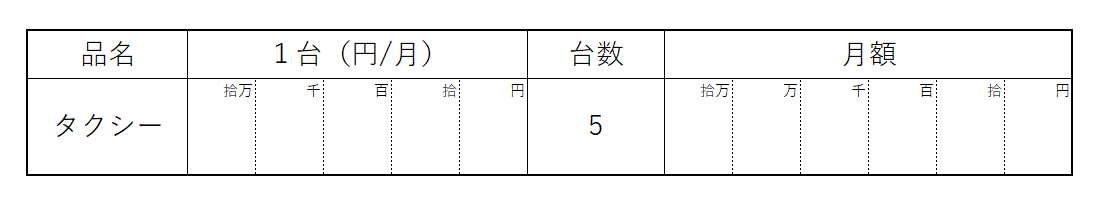 品名 1台（円/月） 台数 月額
拾万 千 百 拾 円 拾万 万 千 百 拾 円
タクシー 5